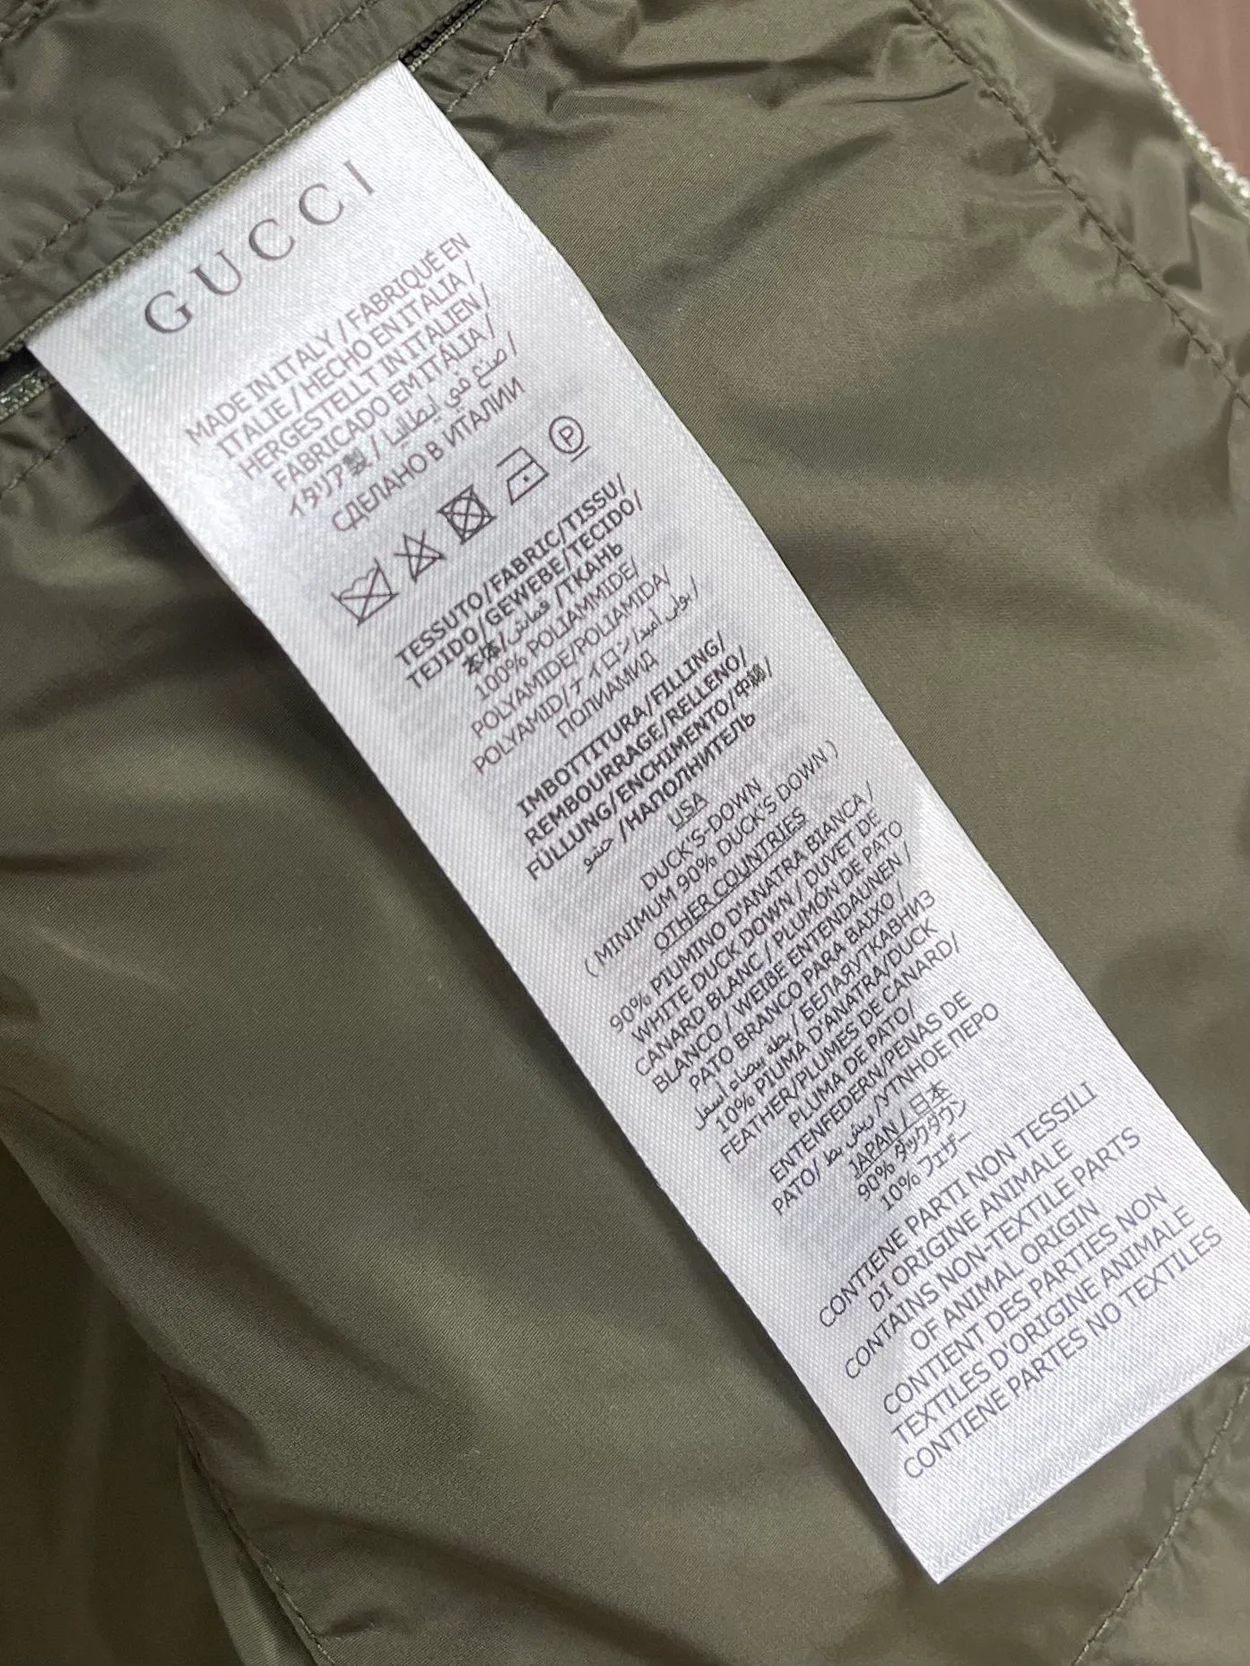 GUCCI
MADE IN ITALY / FABRIQUÉ EN
ITALIE / HECHO EN ITALIA /
HERGESTELLT IN ITALIEN /
FABRICADO EM ITÁLIA /
イタリア製 / صنع في إيطاليا /
СДЕЛАНО В ИТАЛИИ
P
TESSUTO/FABRIC/TISSU/
TEJIDO/GEWEBE/TECIDO/
本体/قماش/ТКАНЬ
100% POLIAMMIDE/
POLYAMIDE/POLIAMIDA/
POLYAMID/ナイロン/بولي أميد/
ПОЛИАМИД
IMBOTTITURA/FILLING/
REMBOURRAGE/RELLENO/
FÜLLUNG/ENCHIMENTO/中綿/
حشو /НАПОЛНИТЕЛЬ
USA
DUCK'S-DOWN
( MINIMUM 90% DUCK'S DOWN )
OTHER COUNTRIES
90% PIUMINO D'ANATRA BIANCA /
WHITE DUCK DOWN / DUVET DE
CANARD BLANC / PLUMÓN DE PATO
BLANCO / WEIßE ENTENDAUNEN /
PATO BRANCO PARA BAIXO /
БЕЛАЯ/ТКАВНИЗ
10% PIUMA D'ANATRA/DUCK
FEATHER/PLUMES DE CANARD/
PLUMA DE PATO/
ENTENFEDERN/PENAS DE
PATO/ ريش بط /УТНОЕ ПЕРО
JAPAN / 日本
90% ダックダウン
10% フェザー
CONTIENE PARTI NON TESSILI
DI ORIGINE ANIMALE
CONTAINS NON-TEXTILE PARTS
OF ANIMAL ORIGIN
CONTIENT DES PARTIES NON
TEXTILES D'ORIGINE ANIMALE
CONTIENE PARTES NO TEXTILES